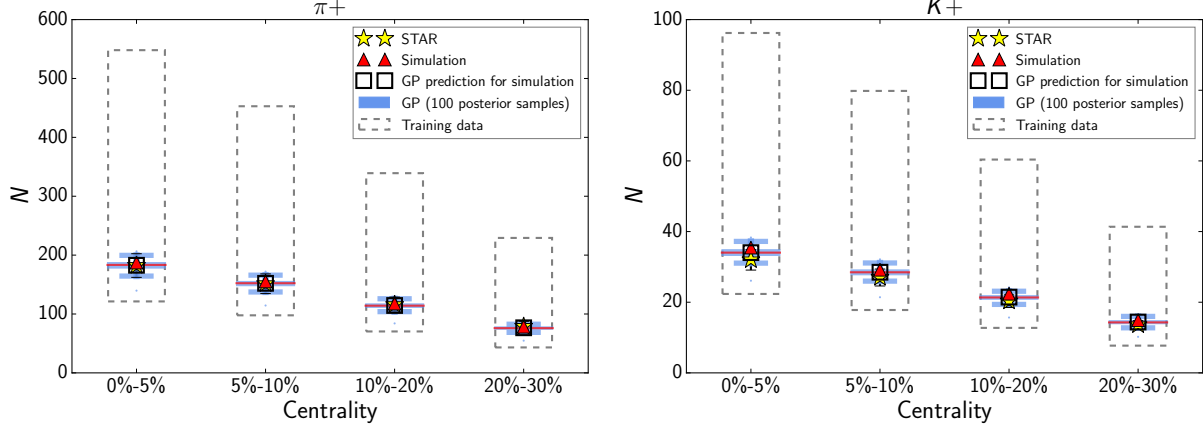 π+
600
500
400
300
200
100
0
N
STAR
Simulation
GP prediction for simulation
GP (100 posterior samples)
Training data
0%-5% 5%-10% 10%-20% 20%-30%
Centrality
K+
100
80
60
40
20
0
N
STAR
Simulation
GP prediction for simulation
GP (100 posterior samples)
Training data
0%-5% 5%-10% 10%-20% 20%-30%
Centrality